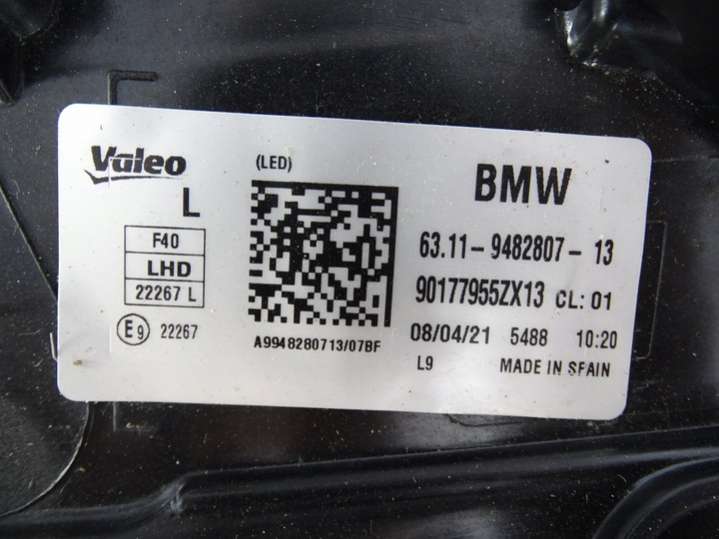 Valeo
L
(LED)
BMW
F40
LHD
22267 L
E9 22267
A9948280713/07BF
63.11-9482807-13
90177955ZX13 CL: 01
08/04/21 5488 10:20
L9 MADE IN SPAIN